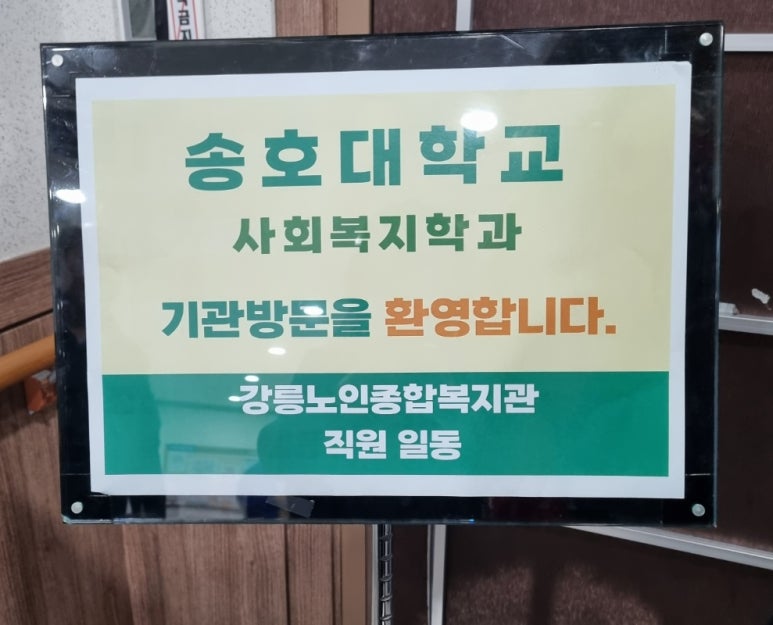 송호대학교
사회복지학과
기관방문을 환영합니다.
강릉노인종합복지관
직원 일동